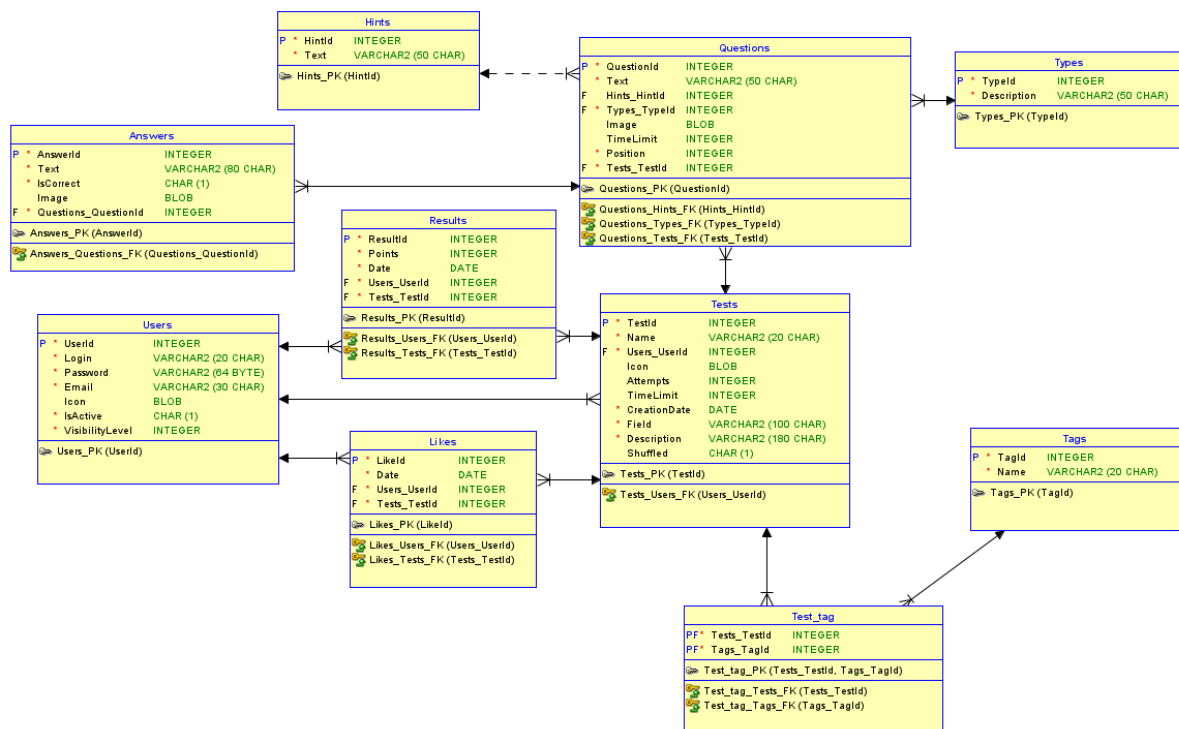 Hints
P * HintId INTEGER
* Text VARCHAR2 (50 CHAR)
Hints_PK (HintId)
Questions
P * QuestionId INTEGER
* Text VARCHAR2 (50 CHAR)
F Hints_HintId INTEGER
F * Types_TypeId INTEGER
Image BLOB
TimeLimit INTEGER
* Position INTEGER
F * Tests_TestId INTEGER
Questions_PK (QuestionId)
Questions_Hints_FK (Hints_HintId)
Questions_Types_FK (Types_TypeId)
Questions_Tests_FK (Tests_TestId)
Types
P * TypeId INTEGER
* Description VARCHAR2 (50 CHAR)
Types_PK (TypeId)
Answers
P * AnswerId INTEGER
* Text VARCHAR2 (80 CHAR)
* IsCorrect CHAR (1)
Image BLOB
F * Questions_QuestionId INTEGER
Answers_PK (AnswerId)
Answers_Questions_FK (Questions_QuestionId)
Results
P * ResultId INTEGER
* Points INTEGER
* Date DATE
F * Users_UserId INTEGER
F * Tests_TestId INTEGER
Results_PK (ResultId)
Results_Users_FK (Users_UserId)
Results_Tests_FK (Tests_TestId)
Users
P * UserId INTEGER
* Login VARCHAR2 (20 CHAR)
* Password VARCHAR2 (64 BYTE)
* Email VARCHAR2 (30 CHAR)
Icon BLOB
* IsActive CHAR (1)
* VisibilityLevel INTEGER
Users_PK (UserId)
Tests
P * TestId INTEGER
* Name VARCHAR2 (20 CHAR)
F * Users_UserId INTEGER
Icon BLOB
Attempts INTEGER
TimeLimit INTEGER
* CreationDate DATE
* Field VARCHAR2 (100 CHAR)
* Description VARCHAR2 (180 CHAR)
Shuffled CHAR (1)
Tests_PK (TestId)
Tests_Users_FK (Users_UserId)
Likes
P * LikeId INTEGER
* Date DATE
F * Users_UserId INTEGER
F * Tests_TestId INTEGER
Likes_PK (LikeId)
Likes_Users_FK (Users_UserId)
Likes_Tests_FK (Tests_TestId)
Tags
P * TagId INTEGER
* Name VARCHAR2 (20 CHAR)
Tags_PK (TagId)
Test_tag
PF* Tests_TestId INTEGER
PF* Tags_TagId INTEGER
Test_tag_PK (Tests_TestId, Tags_TagId)
Test_tag_Tests_FK (Tests_TestId)
Test_tag_Tags_FK (Tags_TagId)